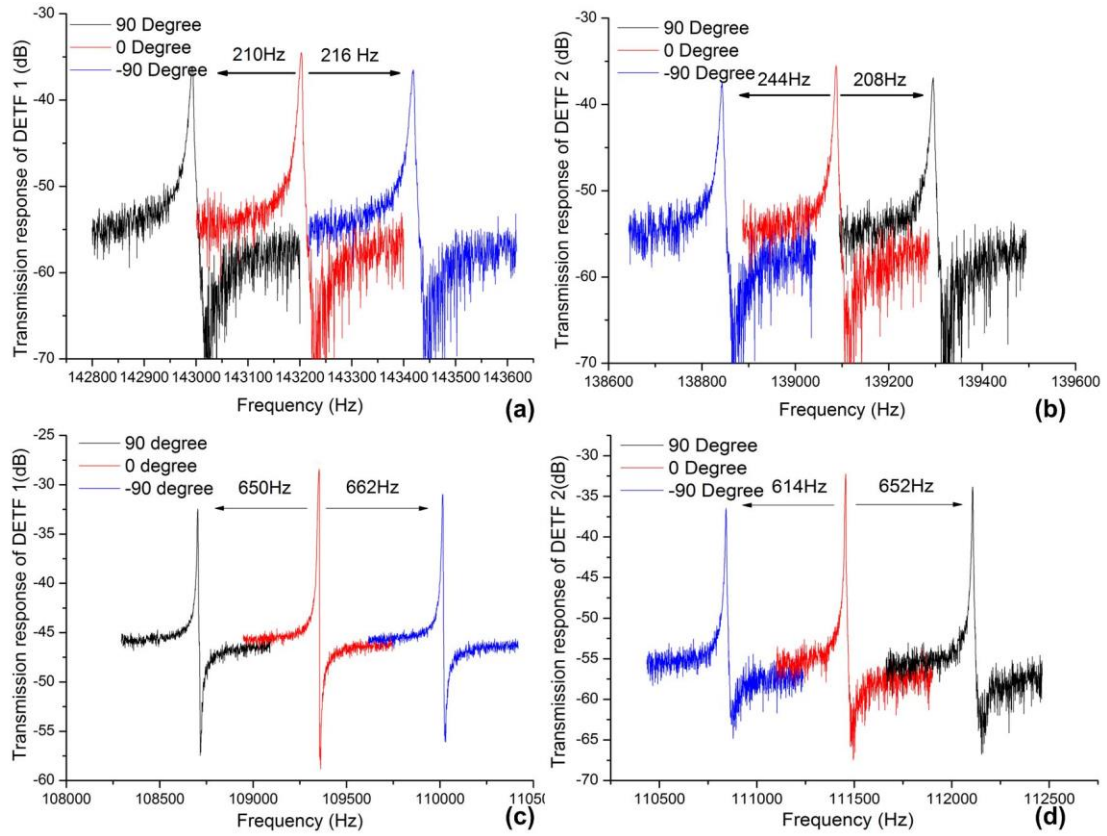 90 Degree
0 Degree
-90 Degree
210Hz
216 Hz
Transmission response of DETF 1 (dB)
-30
-40
-50
-60
-70
142800 142900 143000 143100 143200 143300 143400 143500 143600
Frequency (Hz)
(a)
90 Degree
0 Degree
-90 Degree
244Hz
208Hz
Transmission response of DETF 2 (dB)
-30
-40
-50
-60
-70
138600 138800 139000 139200 139400 139600
Frequency (Hz)
(b)
90 degree
0 degree
-90 degree
650Hz
662Hz
Transmission response of DETF 1(dB)
-25
-30
-35
-40
-45
-50
-55
-60
108000 108500 109000 109500 110000
Frequency (Hz)
(c)
90 Degree
0 Degree
-90 Degree
614Hz
652Hz
Transmission response of DETF 2(dB)
-30
-35
-40
-45
-50
-55
-60
-65
-70
110500 111000 111500 112000 112500
Frequency (Hz)
(d)